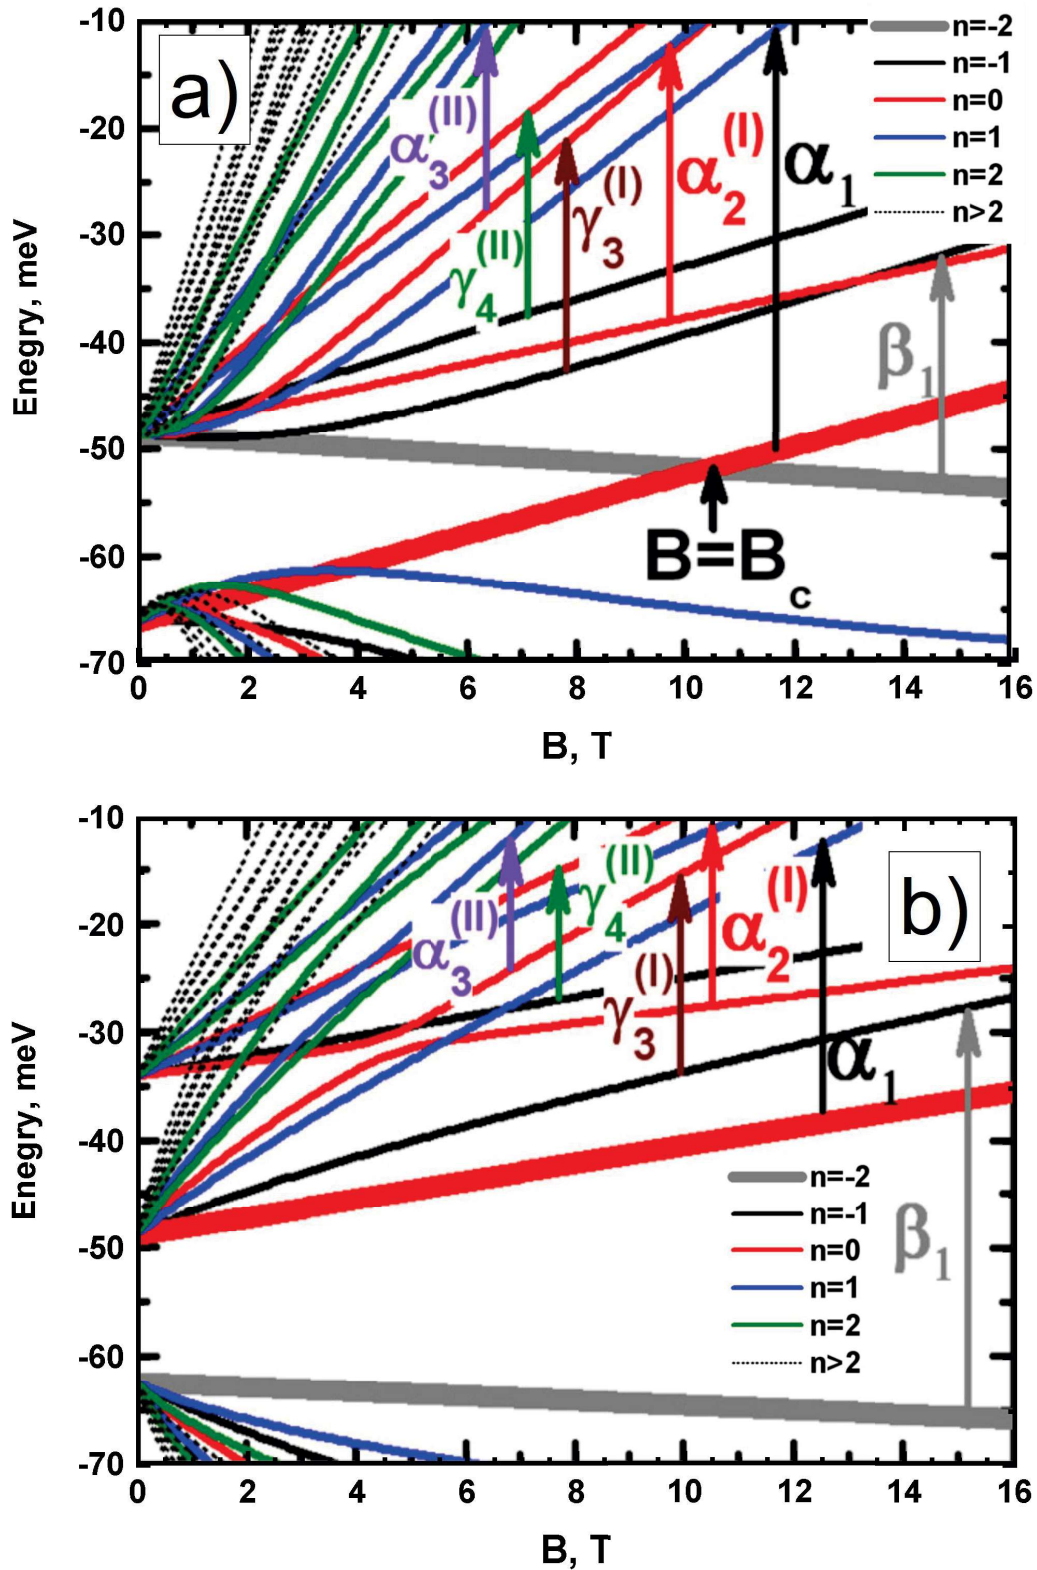 a)
-10
-20
-30
-40
-50
-60
-70
Enegry, meV
α3(II)
γ4(II)
γ3(I)
α2(I)
α1
β1
B=Bc
n=-2
n=-1
n=0
n=1
n=2
n>2
0 2 4 6 8 10 12 14 16
B, T
b)
-10
-20
-30
-40
-50
-60
-70
Enegry, meV
α3(II)
γ4(II)
γ3(I)
α2(I)
α1
β1
n=-2
n=-1
n=0
n=1
n=2
n>2
0 2 4 6 8 10 12 14 16
B, T